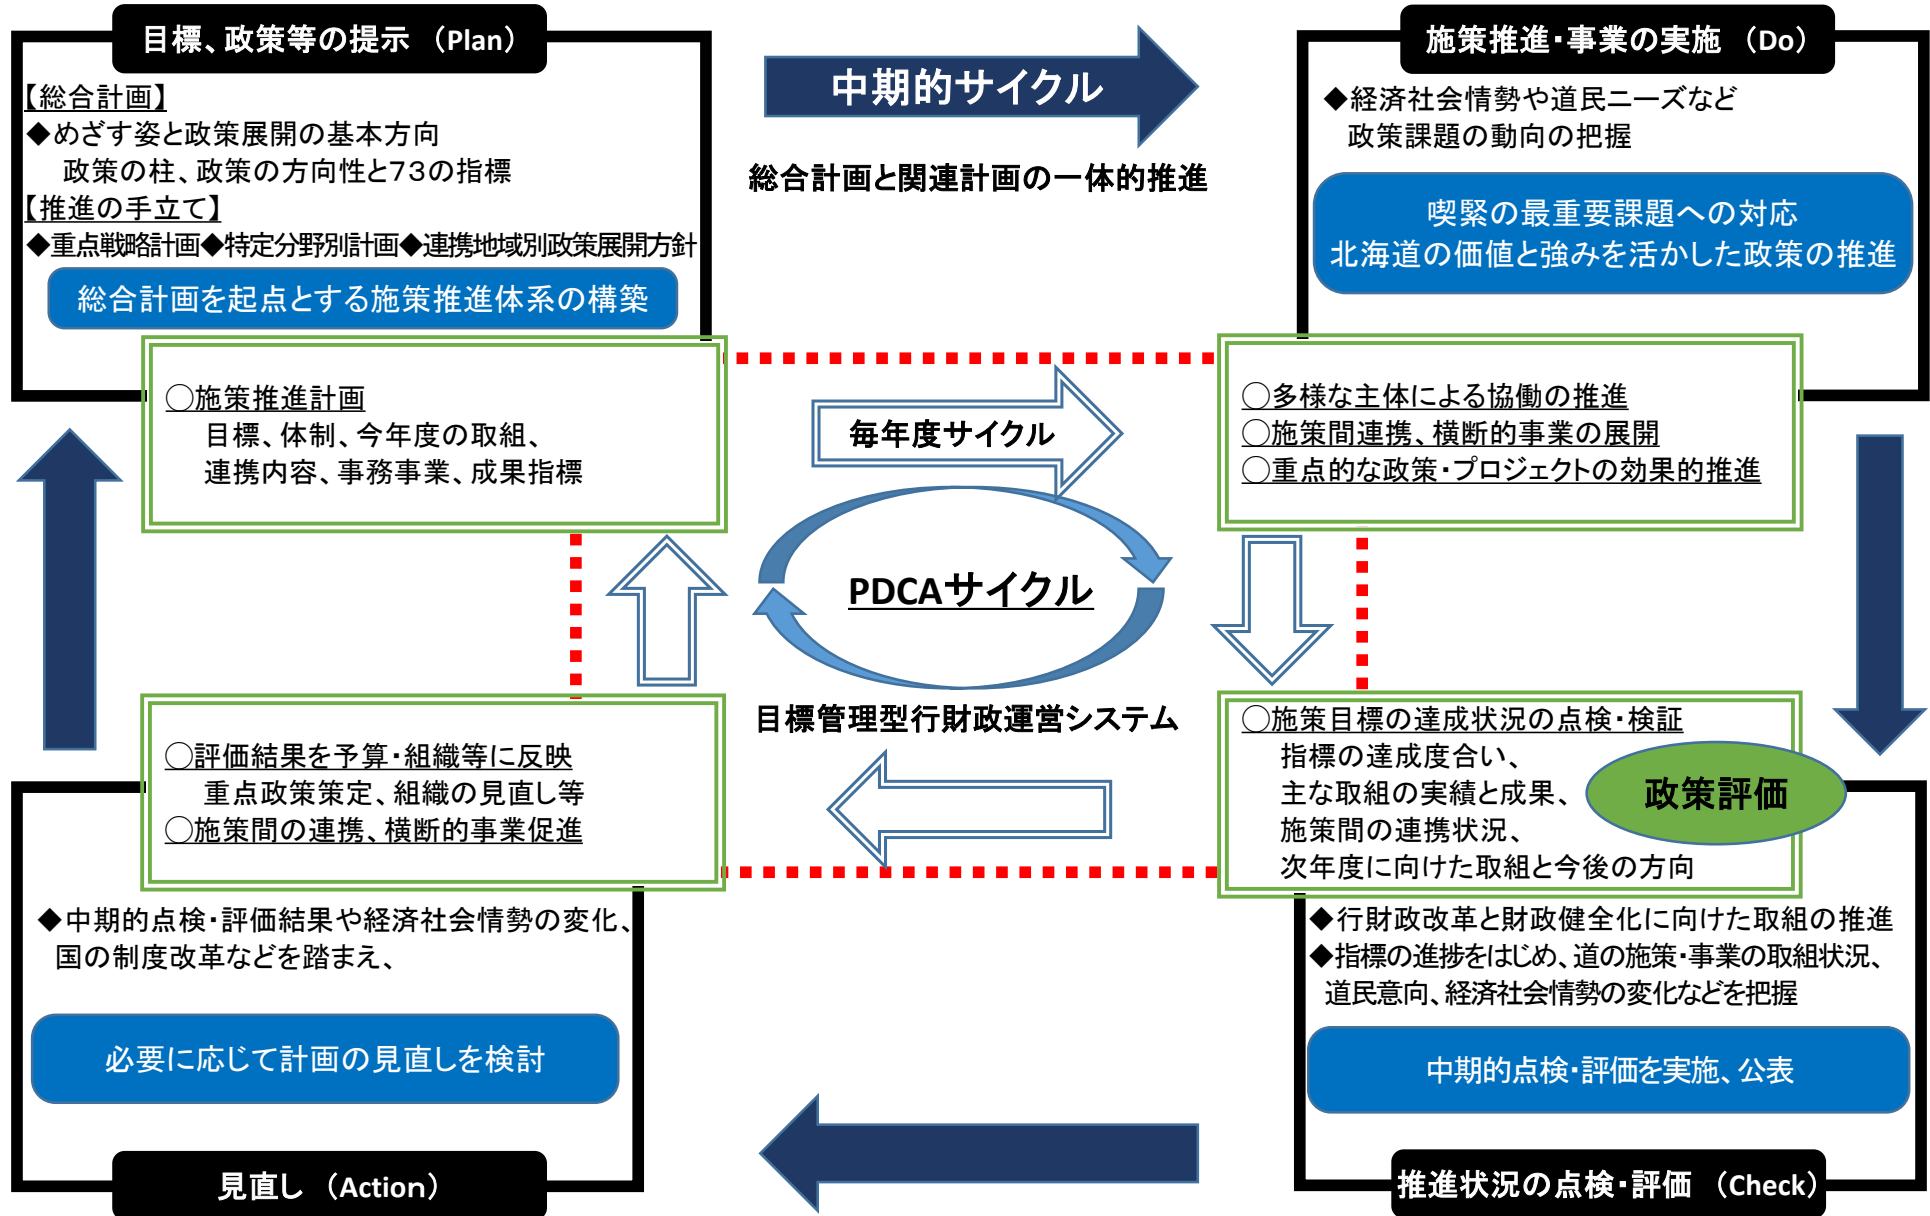 目標、政策等の提示 （Plan）
【総合計画】
◆めざす姿と政策展開の基本方向
政策の柱、政策の方向性と７３の指標
【推進の手立て】
◆重点戦略計画◆特定分野別計画◆連携地域別政策展開方針
総合計画を起点とする施策推進体系の構築
○施策推進計画
目標、体制、今年度の取組、
連携内容、事務事業、成果指標
中期的サイクル
総合計画と関連計画の一体的推進
施策推進・事業の実施 （Do）
◆経済社会情勢や道民ニーズなど
政策課題の動向の把握
喫緊の最重要課題への対応
北海道の価値と強みを活かした政策の推進
○多様な主体による協働の推進
○施策間連携、横断的事業の展開
○重点的な政策・プロジェクトの効果的推進
毎年度サイクル
PDCAサイクル
目標管理型行財政運営システム
○評価結果を予算・組織等に反映
重点政策策定、組織の見直し等
○施策間の連携、横断的事業促進
◆中期的点検・評価結果や経済社会情勢の変化、
国の制度改革などを踏まえ、
必要に応じて計画の見直しを検討
見直し （Action）
○施策目標の達成状況の点検・検証
指標の達成度合い、
主な取組の実績と成果、
施策間の連携状況、
次年度に向けた取組と今後の方向
政策評価
◆行財政改革と財政健全化に向けた取組の推進
◆指標の進捗をはじめ、道の施策・事業の取組状況、
道民意向、経済社会情勢の変化などを把握
中期的点検・評価を実施、公表
推進状況の点検・評価 （Check）